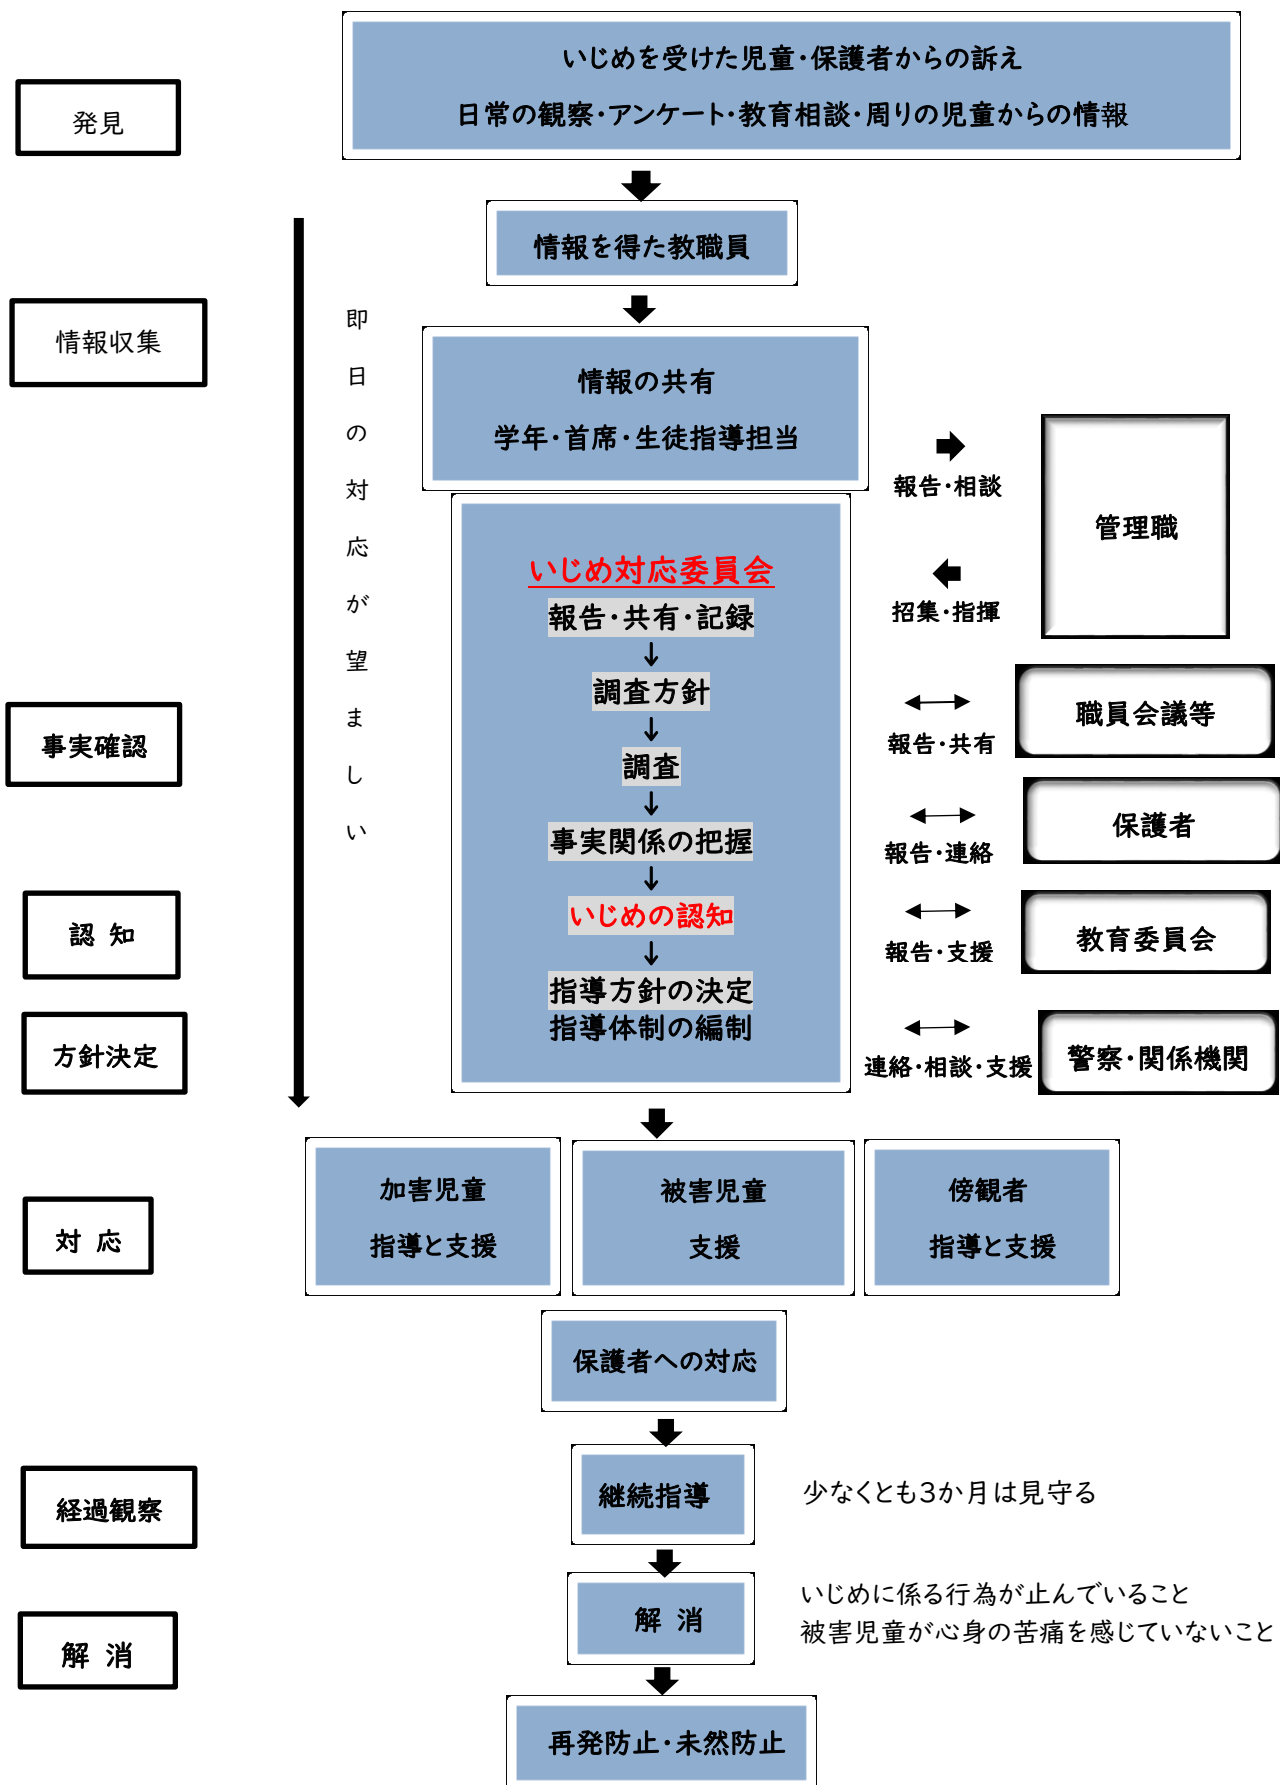 発見
いじめを受けた児童・保護者からの訴え
日常の観察・アンケート・教育相談・周りの児童からの情報
情報を得た教職員
情報収集
即日の対応が望ましい
情報の共有
学年・首席・生徒指導担当
報告・相談
管理職
招集・指揮
いじめ対応委員会
報告・共有・記録
↓
調査方針
↓
調査
↓
事実関係の把握
↓
いじめの認知
↓
指導方針の決定
指導体制の編制
事実確認
職員会議等
報告・共有
保護者
報告・連絡
認 知
教育委員会
報告・支援
方針決定
警察・関係機関
連絡・相談・支援
対 応
加害児童
指導と支援
被害児童
支援
傍観者
指導と支援
保護者への対応
経過観察
継続指導
少なくとも3か月は見守る
解 消
解 消
いじめに係る行為が止んでいること
被害児童が心身の苦痛を感じていないこと
再発防止・未然防止